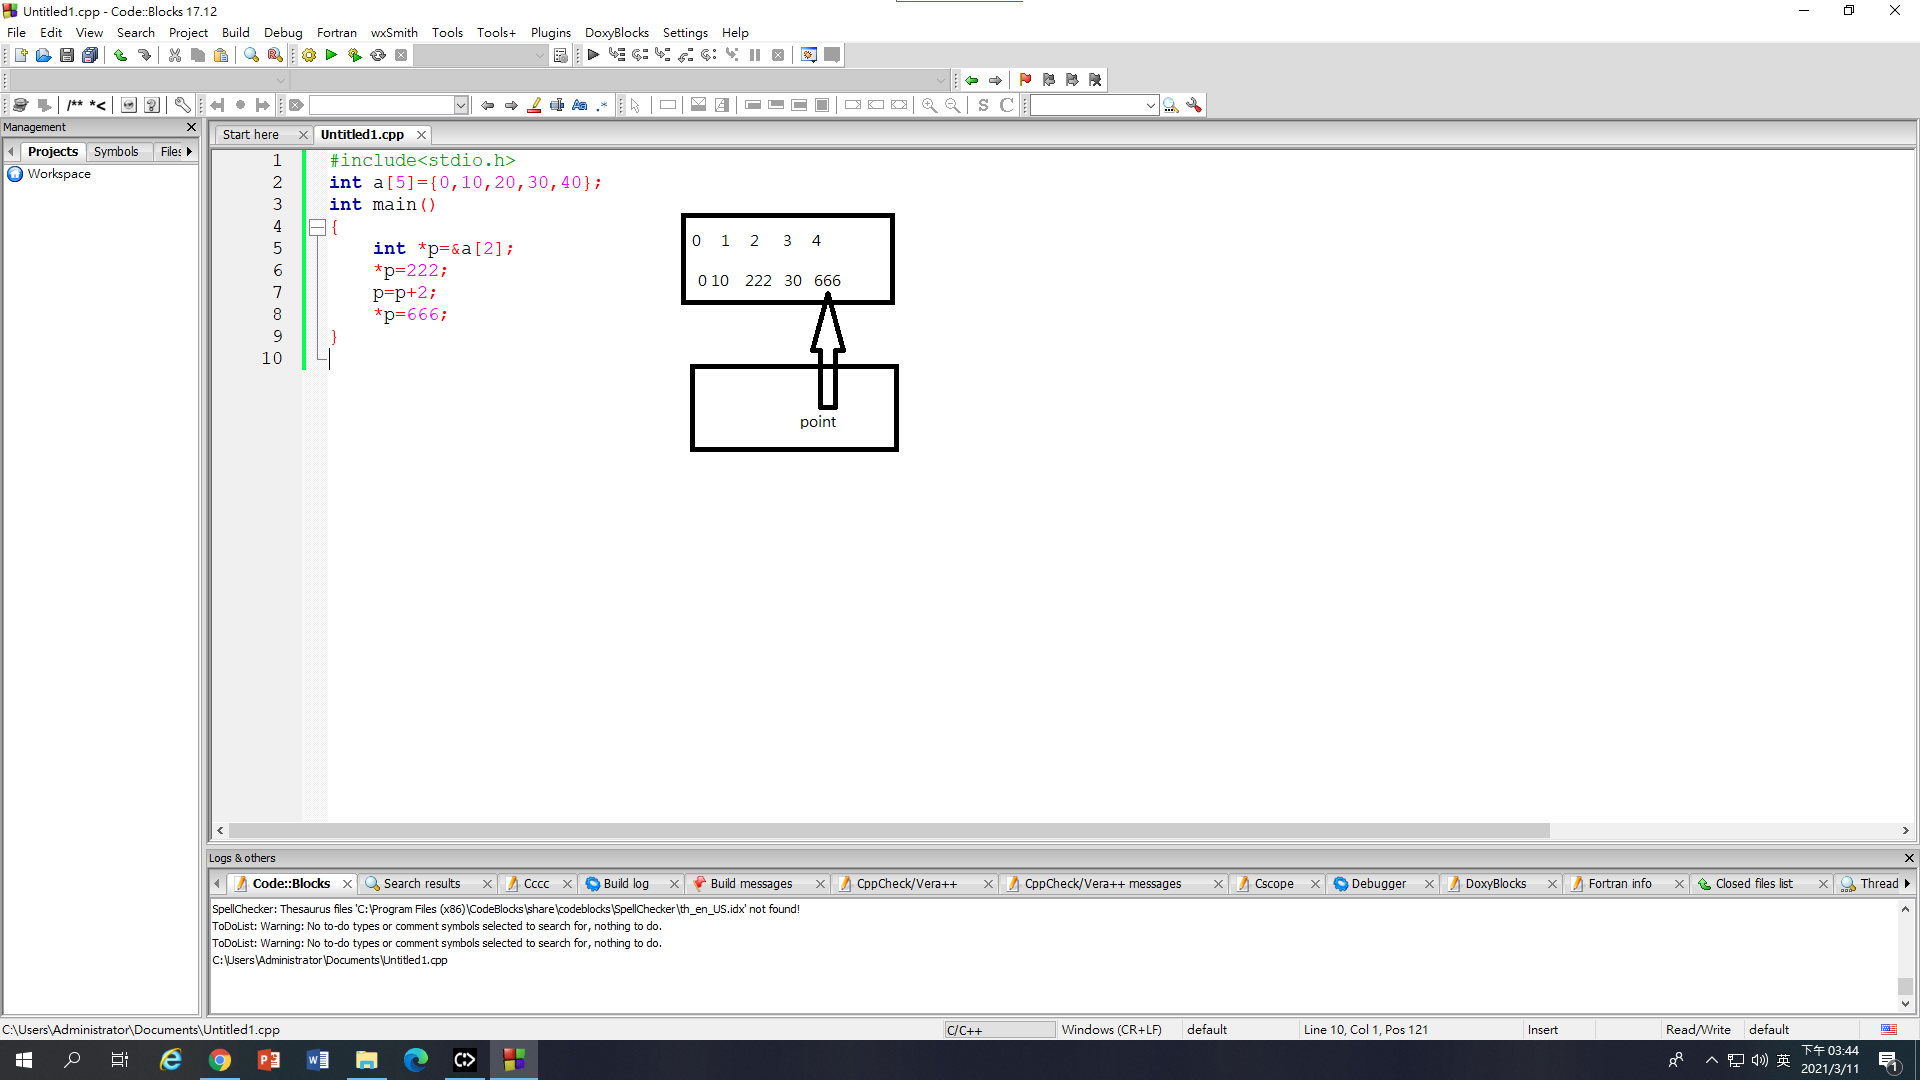 Untitled1.cpp - Code::Blocks 17.12
File Edit View Search Project Build Debug Fortran wxSmith Tools Tools+ Plugins DoxyBlocks Settings Help
/** *<
S C
Management
Projects Symbols Files
Workspace
Start here Untitled1.cpp
1 #include<stdio.h>
2 int a[5]={0,10,20,30,40};
3 int main()
4 {
5 int *p=&a[2];
6 *p=222;
7 p=p+2;
8 *p=666;
9 }
10
0 1 2 3 4
0 10 222 30 666
point
Logs & others
Code::Blocks Search results Cccc Build log Build messages CppCheck/Vera++ CppCheck/Vera++ messages Cscope Debugger DoxyBlocks Fortran info Closed files list Thread
SpellChecker: Thesaurus files 'C:\Program Files (x86)\CodeBlocks\share\codeblocks\SpellChecker\th_en_US.idx' not found!
ToDoList: Warning: No to-do types or comment symbols selected to search for, nothing to do.
ToDoList: Warning: No to-do types or comment symbols selected to search for, nothing to do.
C:\Users\Administrator\Documents\Untitled1.cpp
C:\Users\Administrator\Documents\Untitled1.cpp C/C++ Windows (CR+LF) default Line 10, Col 1, Pos 121 Insert Read/Write default
英 下午 03:44
2021/3/11
1